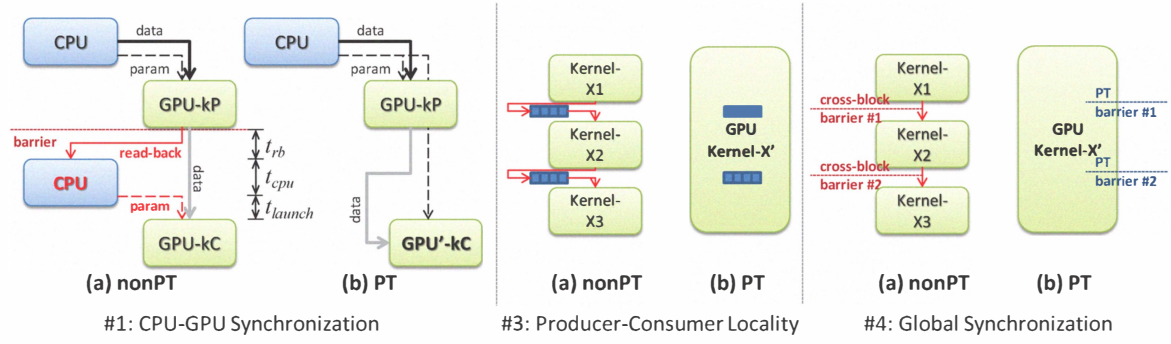 CPU
data
param
GPU-kP
barrier
read-back
CPU
param
data
t_rb
t_cpu
t_launch
GPU-kC
(a) nonPT
CPU
data
param
GPU-kP
data
GPU'-kC
(b) PT
#1: CPU-GPU Synchronization
Kernel-
X1
Kernel-
X2
Kernel-
X3
(a) nonPT
GPU
Kernel-X'
(b) PT
#3: Producer-Consumer Locality
Kernel-
X1
cross-block
barrier #1
Kernel-
X2
cross-block
barrier #2
Kernel-
X3
(a) nonPT
PT
barrier #1
GPU
Kernel-X'
PT
barrier #2
(b) PT
#4: Global Synchronization